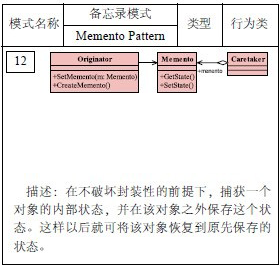 模式名称
备忘录模式
Memento Pattern
类型
行为类
12
Originator
+SetMemento(m: Memento)
+CreateMemento()
Memento
+GetState()
+SetState()
+memento
Caretaker
描述：在不破坏封装性的前提下，捕获一个
对象的内部状态，并在该对象之外保存这个状
态。这样以后就可将该对象恢复到原先保存的
状态。